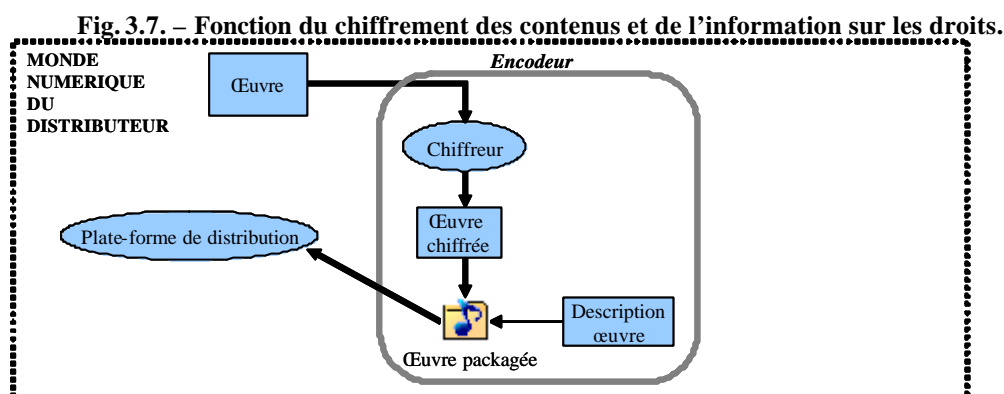 Fig. 3.7. – Fonction du chiffrement des contenus et de l’information sur les droits.
MONDE
NUMERIQUE
DU
DISTRIBUTEUR
Œuvre
Encodeur
Chiffreur
Œuvre
chiffrée
Plate-forme de distribution
Description
œuvre
Œuvre packagée